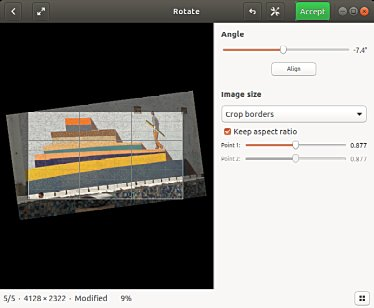 Rotate
Accept
Angle
-7.4°
Align
Image size
Crop borders
Keep aspect ratio
Point 1:
0.877
Point 2:
0.877
5/5 · 4128 × 2322 · Modified 9%